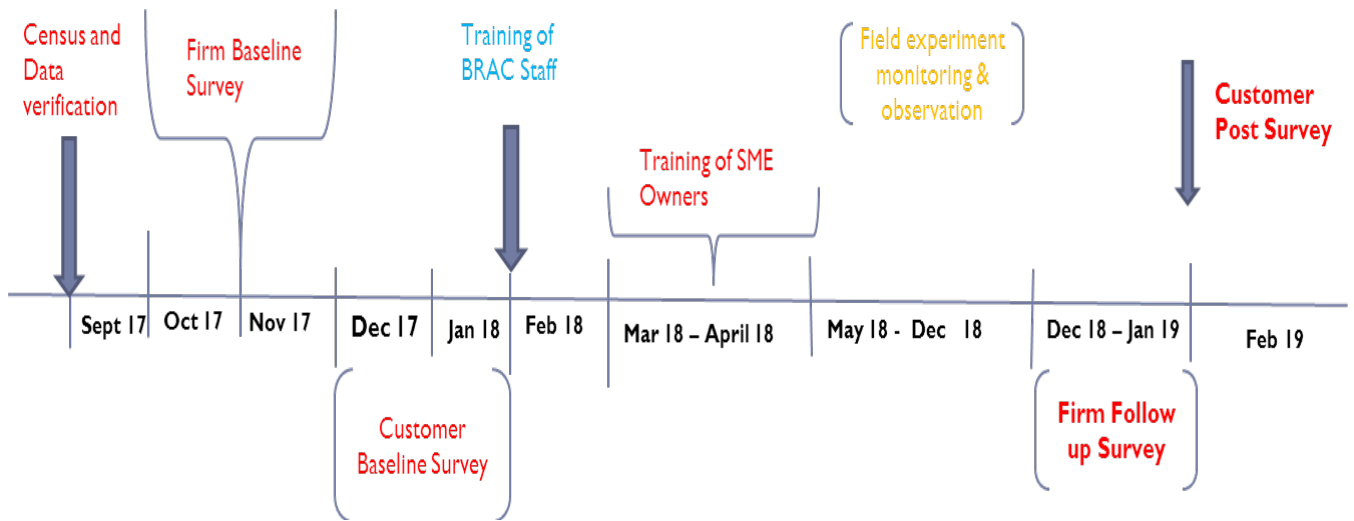 Census and
Data
verification
Firm Baseline
Survey
Training of
BRAC Staff
Training of SME
Owners
Field experiment
monitoring &
observation
Customer
Post Survey
Sept 17
Oct 17
Nov 17
Dec 17
Jan 18
Feb 18
Mar 18 – April 18
May 18 - Dec 18
Dec 18 – Jan 19
Feb 19
Customer
Baseline Survey
Firm Follow
up Survey